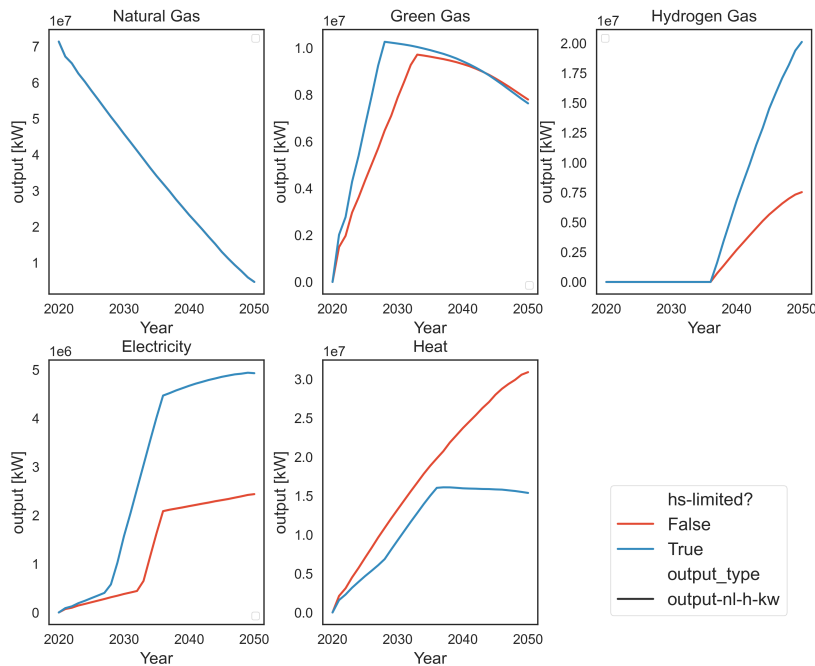 Natural Gas
1e7
7
6
5
4
3
2
1
output [kW]
2020 2030 2040 2050
Year
Green Gas
1e7
1.0
0.8
0.6
0.4
0.2
0.0
output [kW]
2020 2030 2040 2050
Year
Hydrogen Gas
1e7
2.00
1.75
1.50
1.25
1.00
0.75
0.50
0.25
0.00
output [kW]
2020 2030 2040 2050
Year
Electricity
1e6
5
4
3
2
1
0
output [kW]
2020 2030 2040 2050
Year
Heat
1e7
3.0
2.5
2.0
1.5
1.0
0.5
0.0
output [kW]
2020 2030 2040 2050
Year
hs-limited?
False
True
output_type
output-nl-h-kw